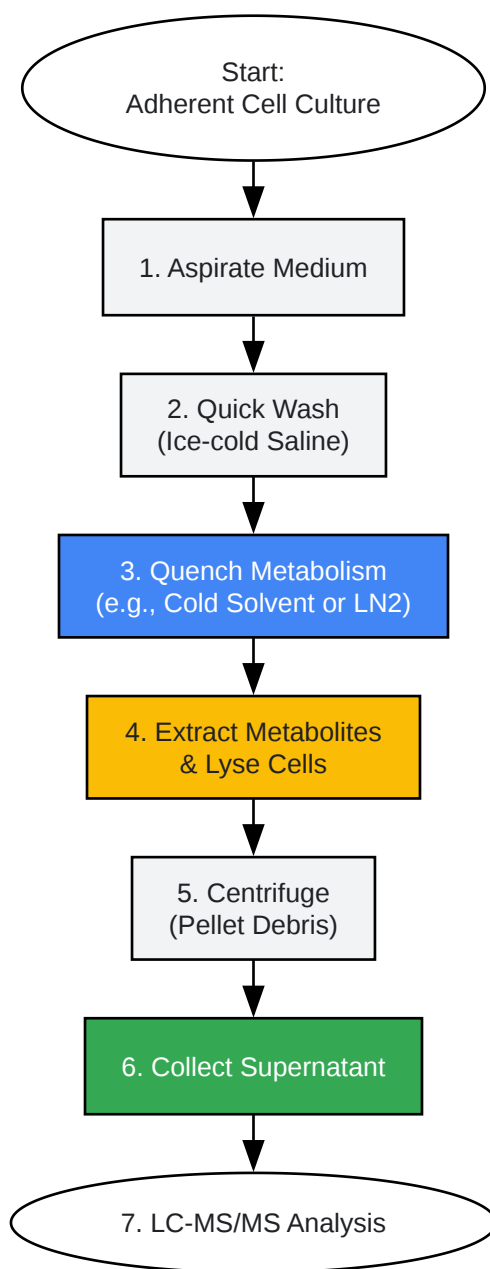 Start:
Adherent Cell Culture
1. Aspirate Medium
2. Quick Wash
(Ice-cold Saline)
3. Quench Metabolism
(e.g., Cold Solvent or LN2)
4. Extract Metabolites
& Lyse Cells
5. Centrifuge
(Pellet Debris)
6. Collect Supernatant
7. LC-MS/MS Analysis